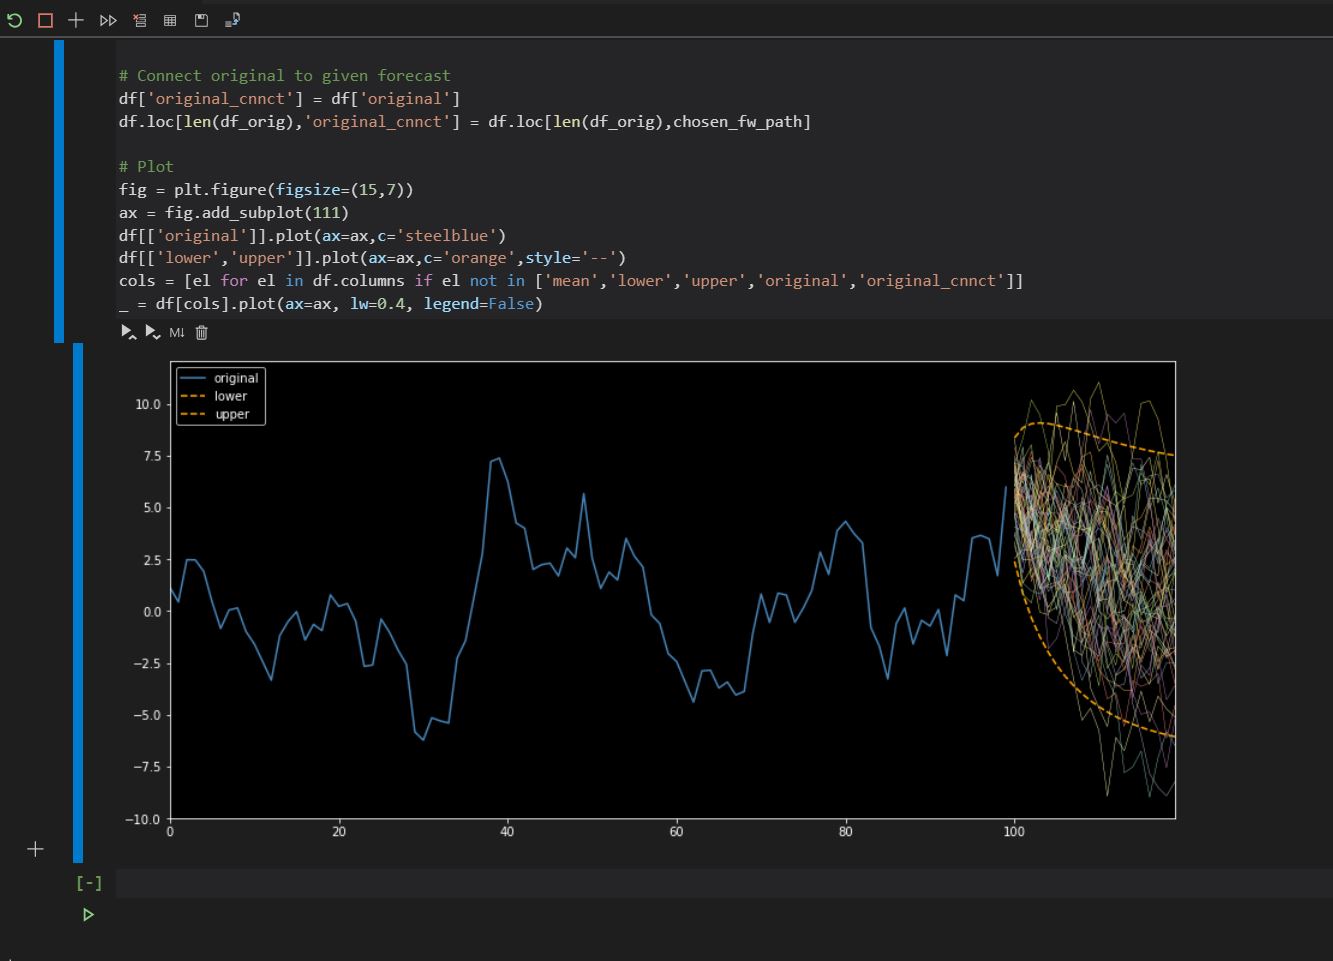 # Connect original to given forecast
df['original_cnnct'] = df['original']
df.loc[len(df_orig),'original_cnnct'] = df.loc[len(df_orig),chosen_fw_path]
# Plot
fig = plt.figure(figsize=(15,7))
ax = fig.add_subplot(111)
df[['original']].plot(ax=ax,c='steelblue')
df[['lower','upper']].plot(ax=ax,c='orange',style='--')
cols = [el for el in df.columns if el not in ['mean','lower','upper','original','original_cnnct']]
_ = df[cols].plot(ax=ax, lw=0.4, legend=False)
M↓
original
lower
upper
10.0
7.5
5.0
2.5
0.0
−2.5
−5.0
−7.5
−10.0
0 20 40 60 80 100
[-]